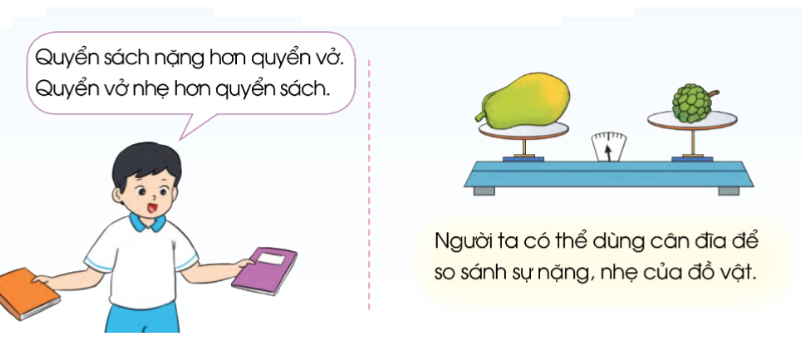 Quyển sách nặng hơn quyển vở.
Quyển vở nhẹ hơn quyển sách.
Người ta có thể dùng cân đĩa để
so sánh sự nặng, nhẹ của đồ vật.